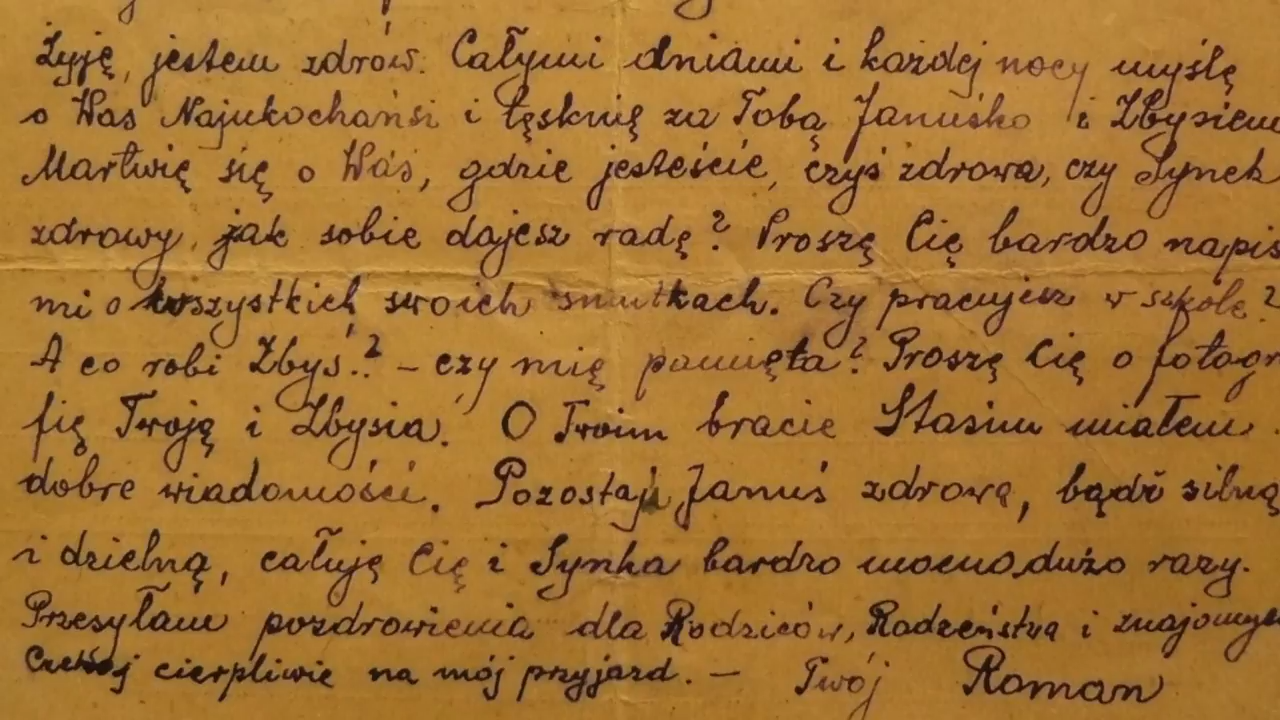 Żyję, jestem zdrów. Całymi dniami i każdej nocy myślę
o Was Najukochańsi i tęsknię za Tobą Januśko i Zbysiem
Martwię się o Was, gdzie jesteście, czyś zdrowa, czy Synek
zdrowy, jak sobie dajesz radę? Proszę Cię bardzo napis
mi o wszystkich swoich smutkach. Czy pracujesz w szkole?
A co robi Zbyś? – czy mię pamięta? Proszę Cię o fotogr
fię Twoją i Zbysia. O Twoim bracie Stasiu miałem
dobre wiadomości. Pozostaj Januś zdrową, bądź silną
i dzielną, całuję Cię i Synka bardzo mocno, dużo razy.
Przesyłam pozdrowienia dla Rodziców, Rodzeństwa i znajomych
Czekaj cierpliwie na mój przyjazd. – Twój Roman